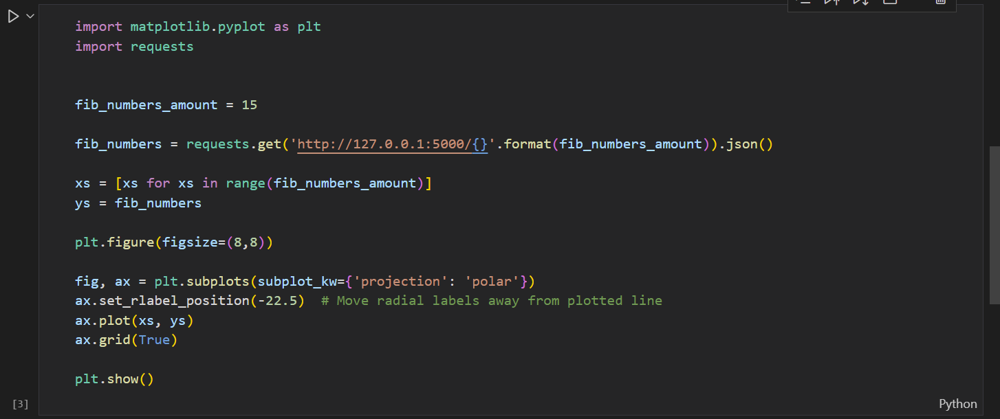 import matplotlib.pyplot as plt
import requests
fib_numbers_amount = 15
fib_numbers = requests.get('http://127.0.0.1:5000/{}'.format(fib_numbers_amount)).json()
xs = [xs for xs in range(fib_numbers_amount)]
ys = fib_numbers
plt.figure(figsize=(8,8))
fig, ax = plt.subplots(subplot_kw={'projection': 'polar'})
ax.set_rlabel_position(-22.5)  # Move radial labels away from plotted line
ax.plot(xs, ys)
ax.grid(True)
plt.show()
[3]
Python